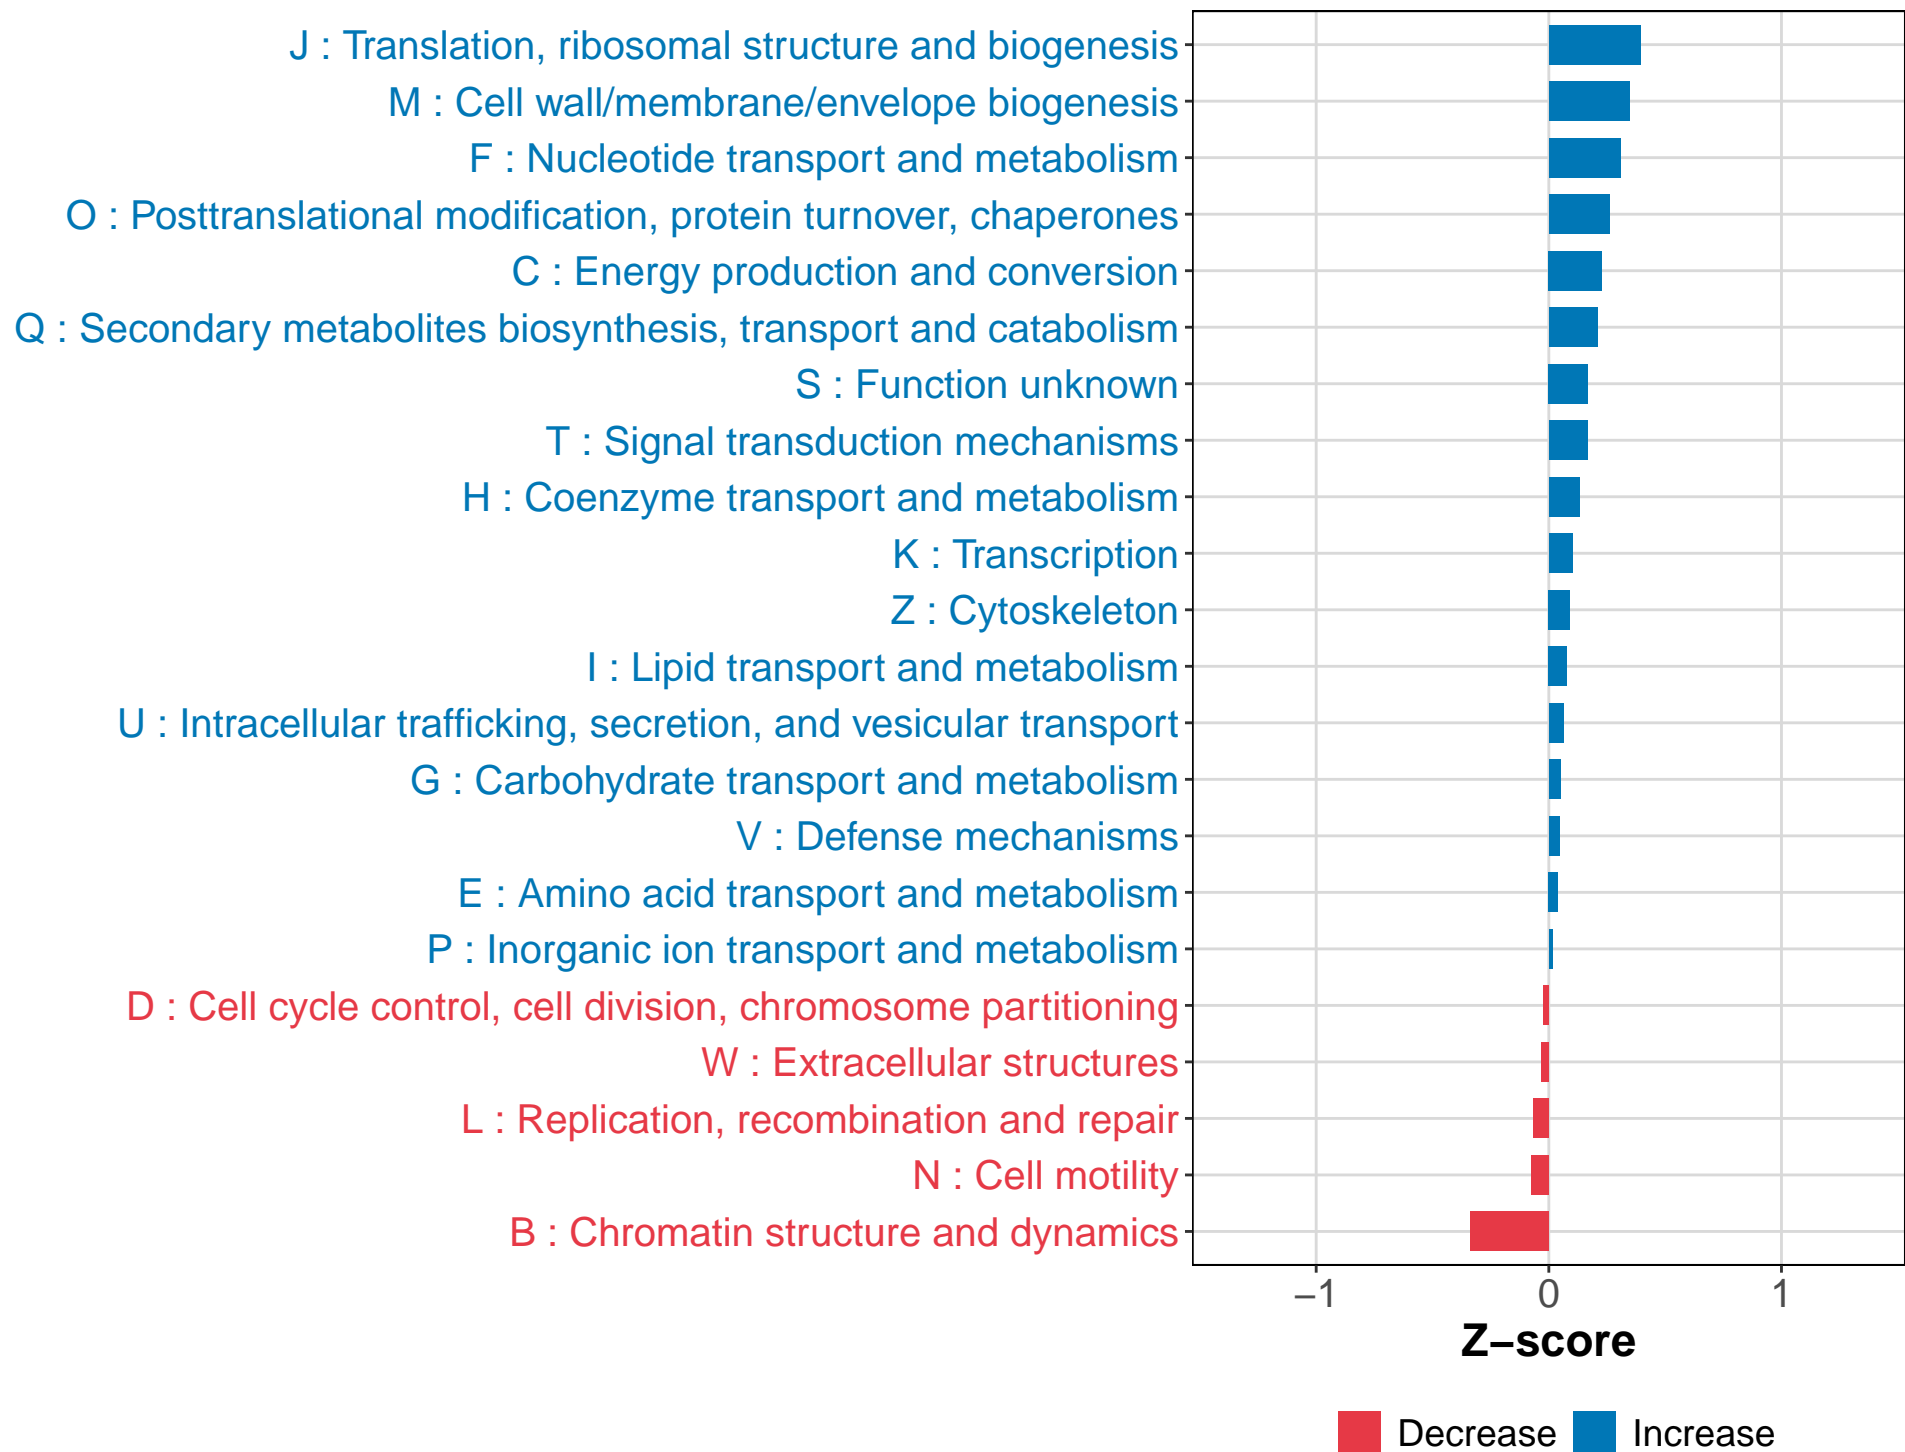 J : Translation, ribosomal structure and biogenesis
M : Cell wall/membrane/envelope biogenesis
F : Nucleotide transport and metabolism
O : Posttranslational modification, protein turnover, chaperones
C : Energy production and conversion
Q : Secondary metabolites biosynthesis, transport and catabolism
S : Function unknown
T : Signal transduction mechanisms
H : Coenzyme transport and metabolism
K : Transcription
Z : Cytoskeleton
I : Lipid transport and metabolism
U : Intracellular trafficking, secretion, and vesicular transport
G : Carbohydrate transport and metabolism
V : Defense mechanisms
E : Amino acid transport and metabolism
P : Inorganic ion transport and metabolism
D : Cell cycle control, cell division, chromosome partitioning
W : Extracellular structures
L : Replication, recombination and repair
N : Cell motility
B : Chromatin structure and dynamics
−1 0 1
Z−score
Decrease Increase